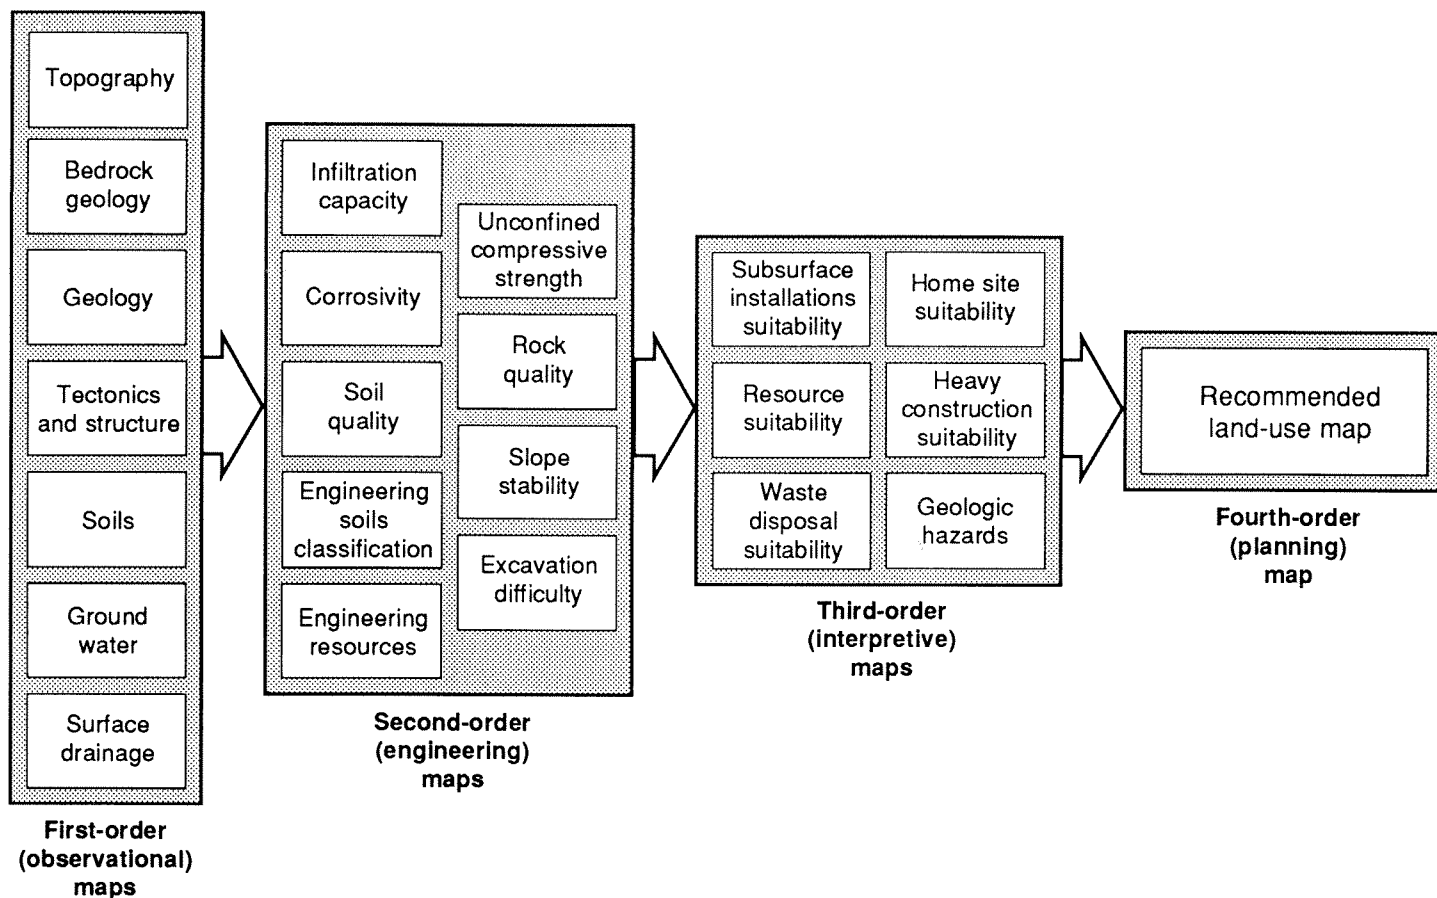 Topography
Bedrock
geology
Geology
Tectonics
and structure
Soils
Ground
water
Surface
drainage
First-order
(observational)
maps
Infiltration
capacity
Corrosivity
Soil
quality
Engineering
soils
classification
Engineering
resources
Unconfined
compressive
strength
Rock
quality
Slope
stability
Excavation
difficulty
Second-order
(engineering)
maps
Subsurface
installations
suitability
Resource
suitability
Waste
disposal
suitability
Home site
suitability
Heavy
construction
suitability
Geologic
hazards
Third-order
(interpretive)
maps
Recommended
land-use map
Fourth-order
(planning)
map